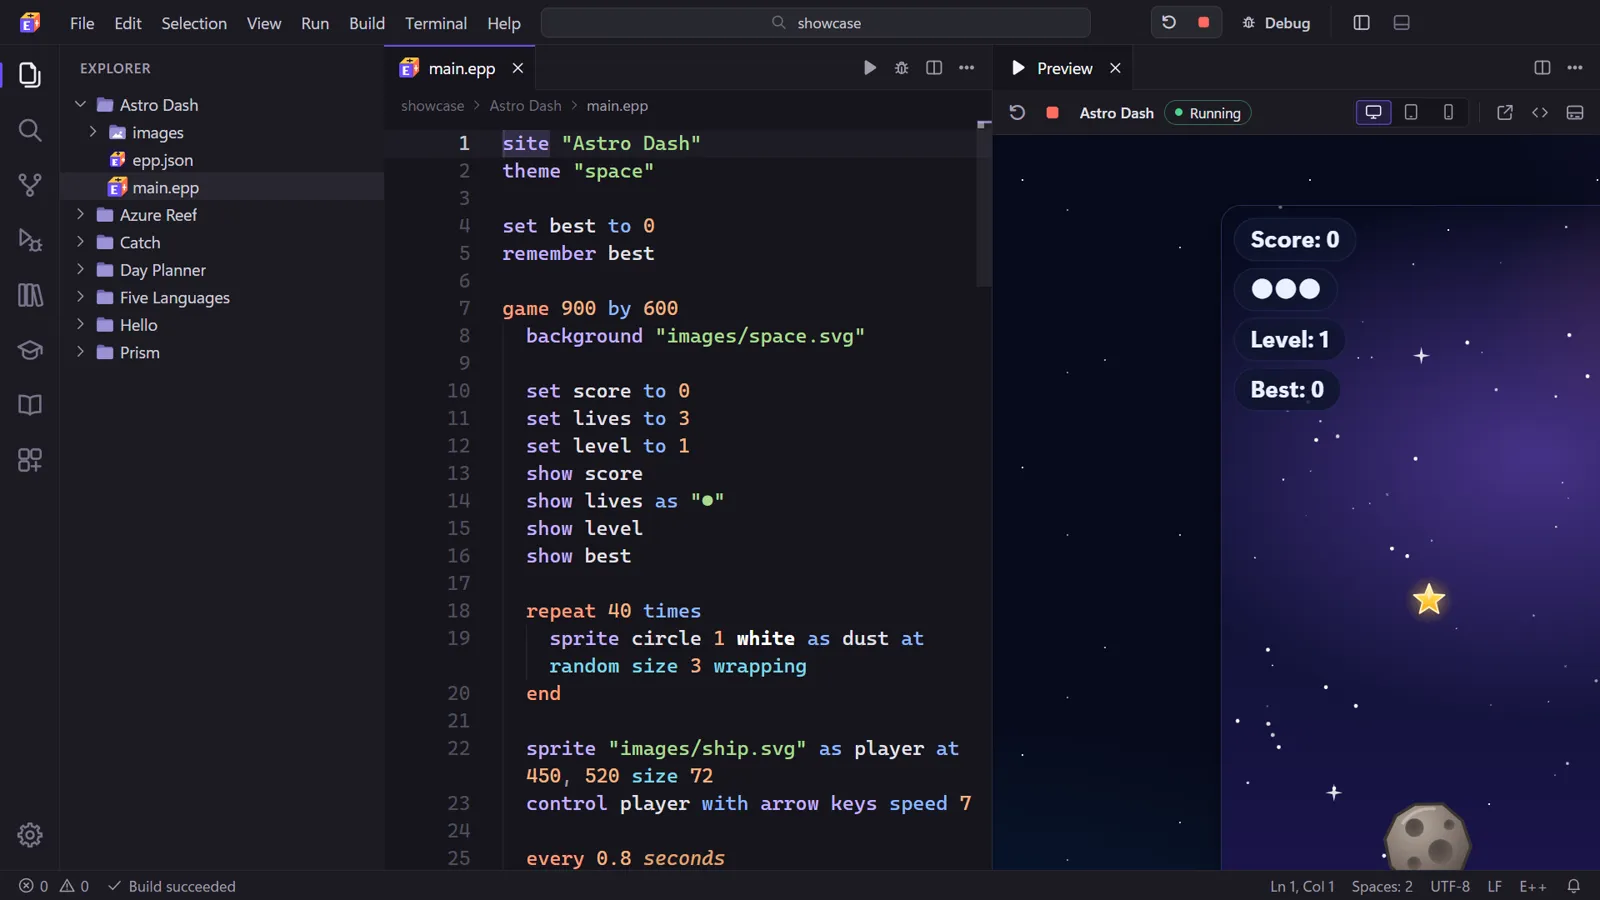 File Edit Selection View Run Build Terminal Help
showcase
Debug
EXPLORER
Astro Dash
images
epp.json
main.epp
Azure Reef
Catch
Day Planner
Five Languages
Hello
Prism
main.epp
showcase > Astro Dash > main.epp
1 site "Astro Dash"
2 theme "space"
3
4 set best to 0
5 remember best
6
7 game 900 by 600
8 background "images/space.svg"
9
10 set score to 0
11 set lives to 3
12 set level to 1
13 show score
14 show lives as "●"
15 show level
16 show best
17
18 repeat 40 times
19 sprite circle 1 white as dust at
random size 3 wrapping
20 end
21
22 sprite "images/ship.svg" as player at
450, 520 size 72
23 control player with arrow keys speed 7
24
25 every 0.8 seconds
Preview
Astro Dash Running
Score: 0
Level: 1
Best: 0
0 0 Build succeeded
Ln 1, Col 1 Spaces: 2 UTF-8 LF E++